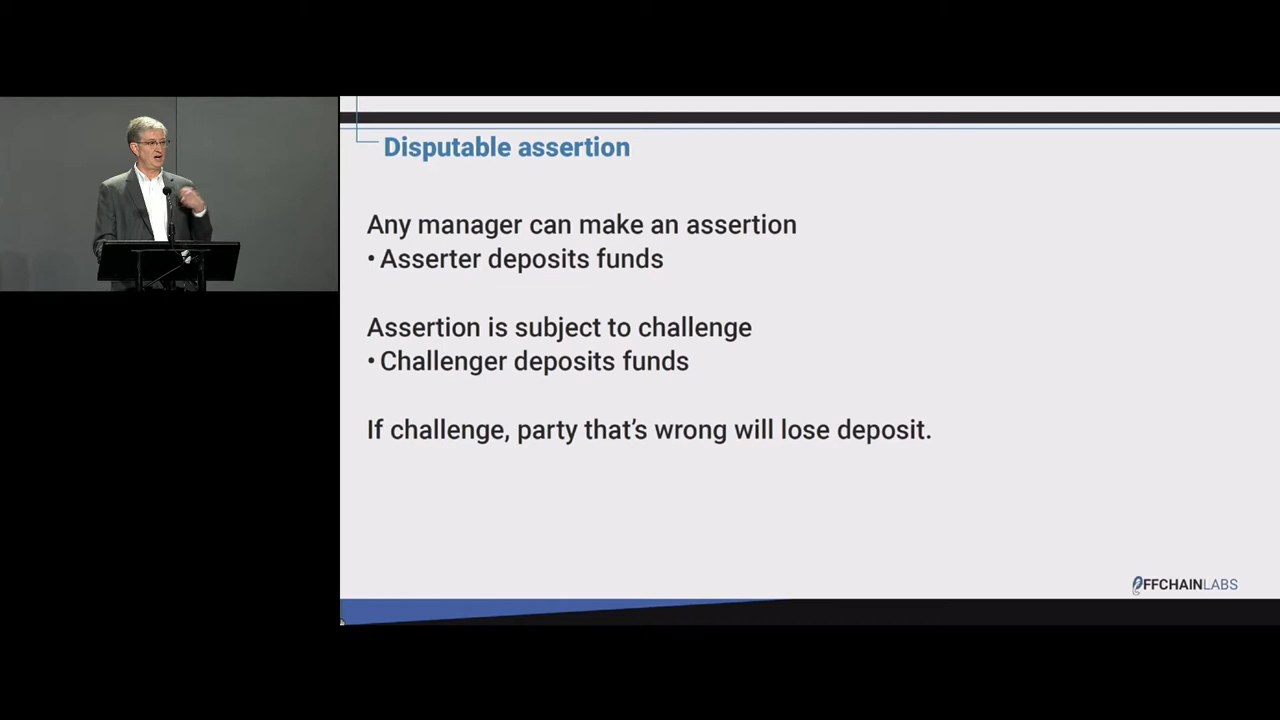 Disputable assertion
Any manager can make an assertion
• Asserter deposits funds
Assertion is subject to challenge
• Challenger deposits funds
If challenge, party that's wrong will lose deposit.
OFFCHAINLABS